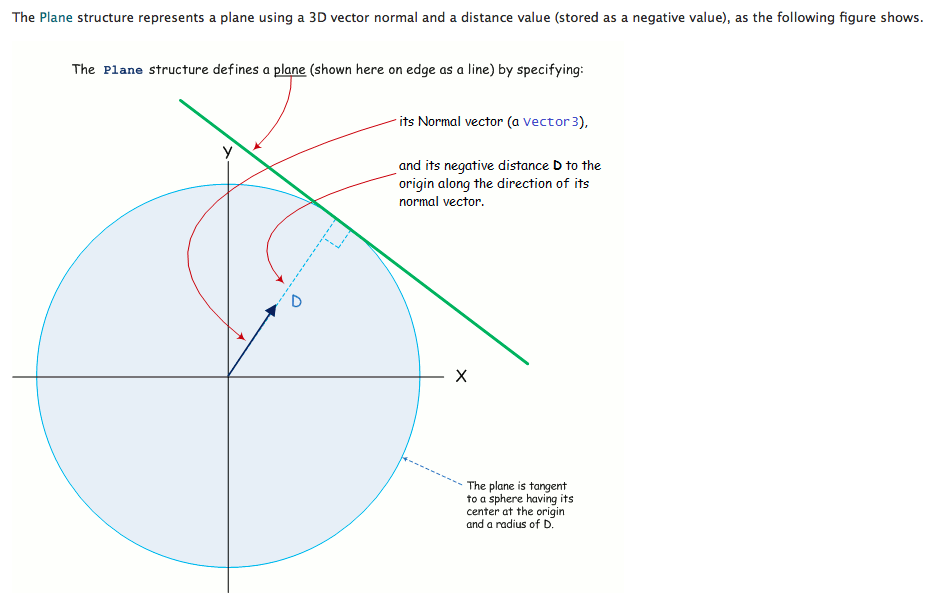 The Plane structure represents a plane using a 3D vector normal and a distance value (stored as a negative value), as the following figure shows.
The Plane structure defines a plane (shown here on edge as a line) by specifying:
its Normal vector (a vector3),
y
and its negative distance D to the
origin along the direction of its
normal vector.
D
X
The plane is tangent
to a sphere having its
center at the origin
and a radius of D.